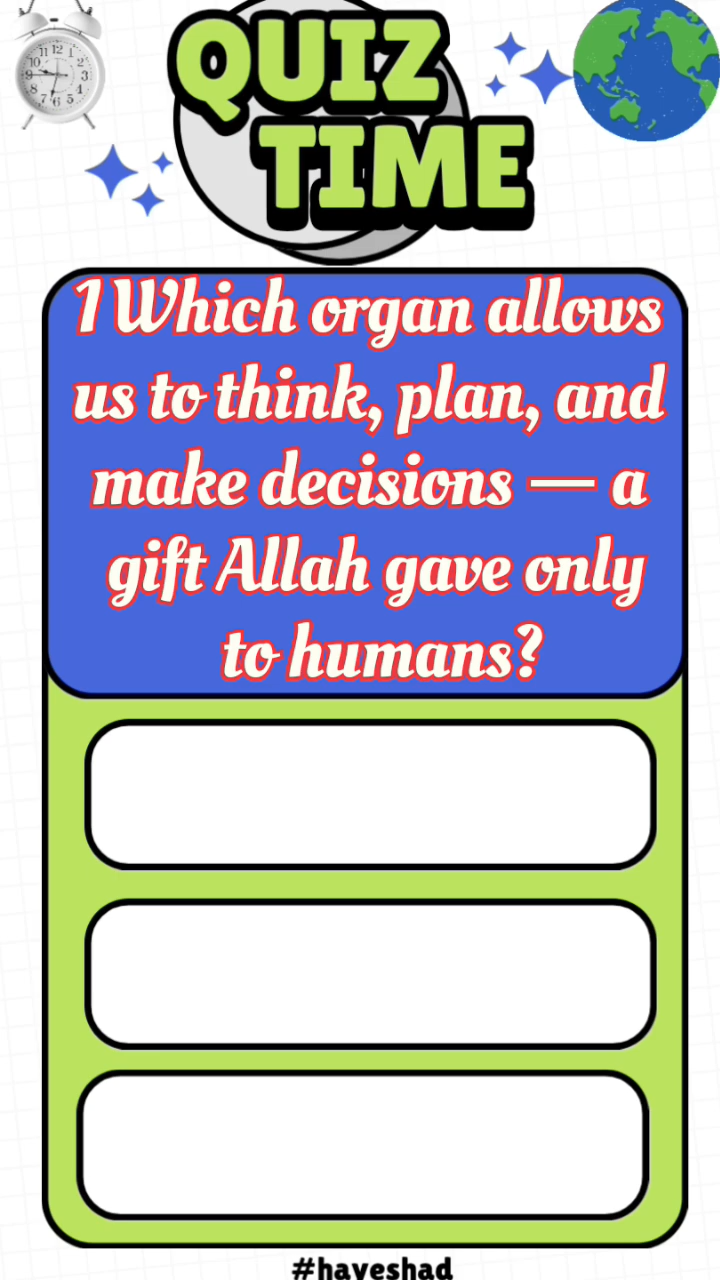 QUIZ
TIME
1 Which organ allows
us to think, plan, and
make decisions — a
gift Allah gave only
to humans?
#hayeshad